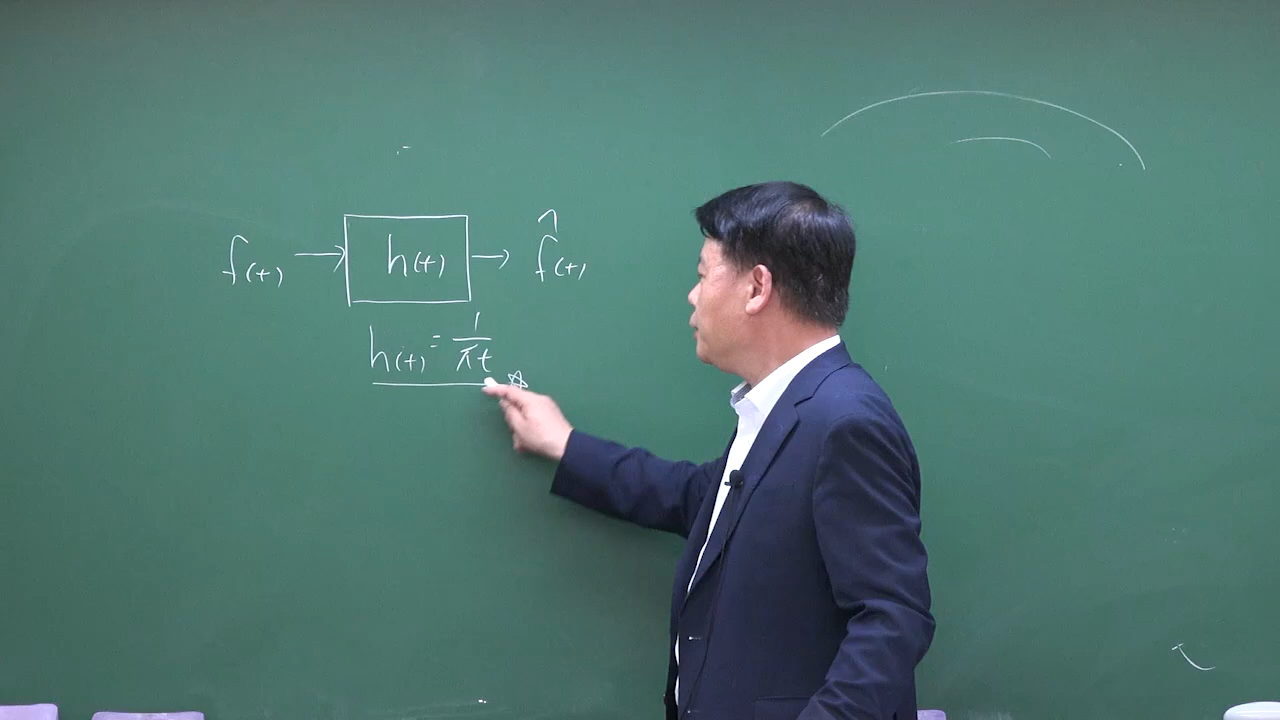 f(t) → h(t) → f̂(t)
h(t) = 1/πt ☆